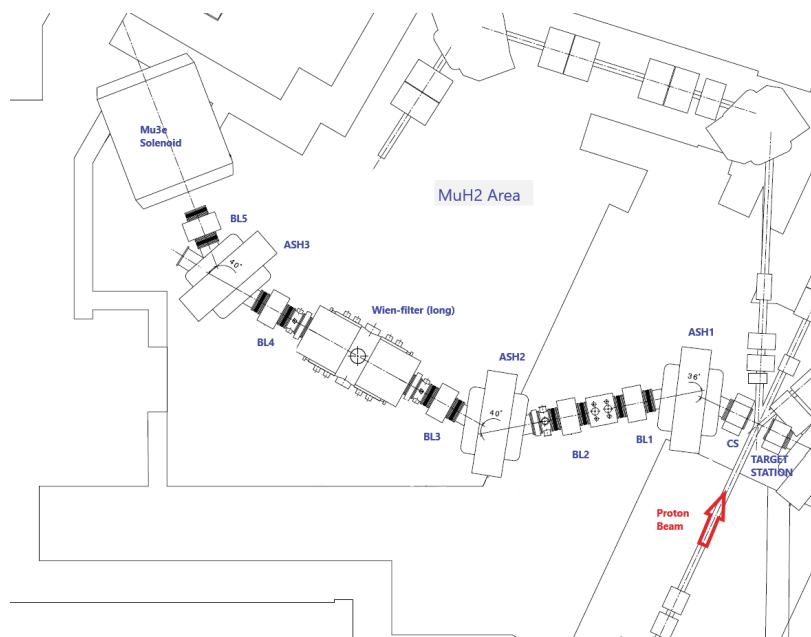 Mu3e
Solenoid
MuH2 Area
BL5
ASH3
40°
Wien-filter (long)
BL4
ASH2
ASH1
36°
40°
BL3
BL2
BL1
CS
TARGET
STATION
Proton
Beam